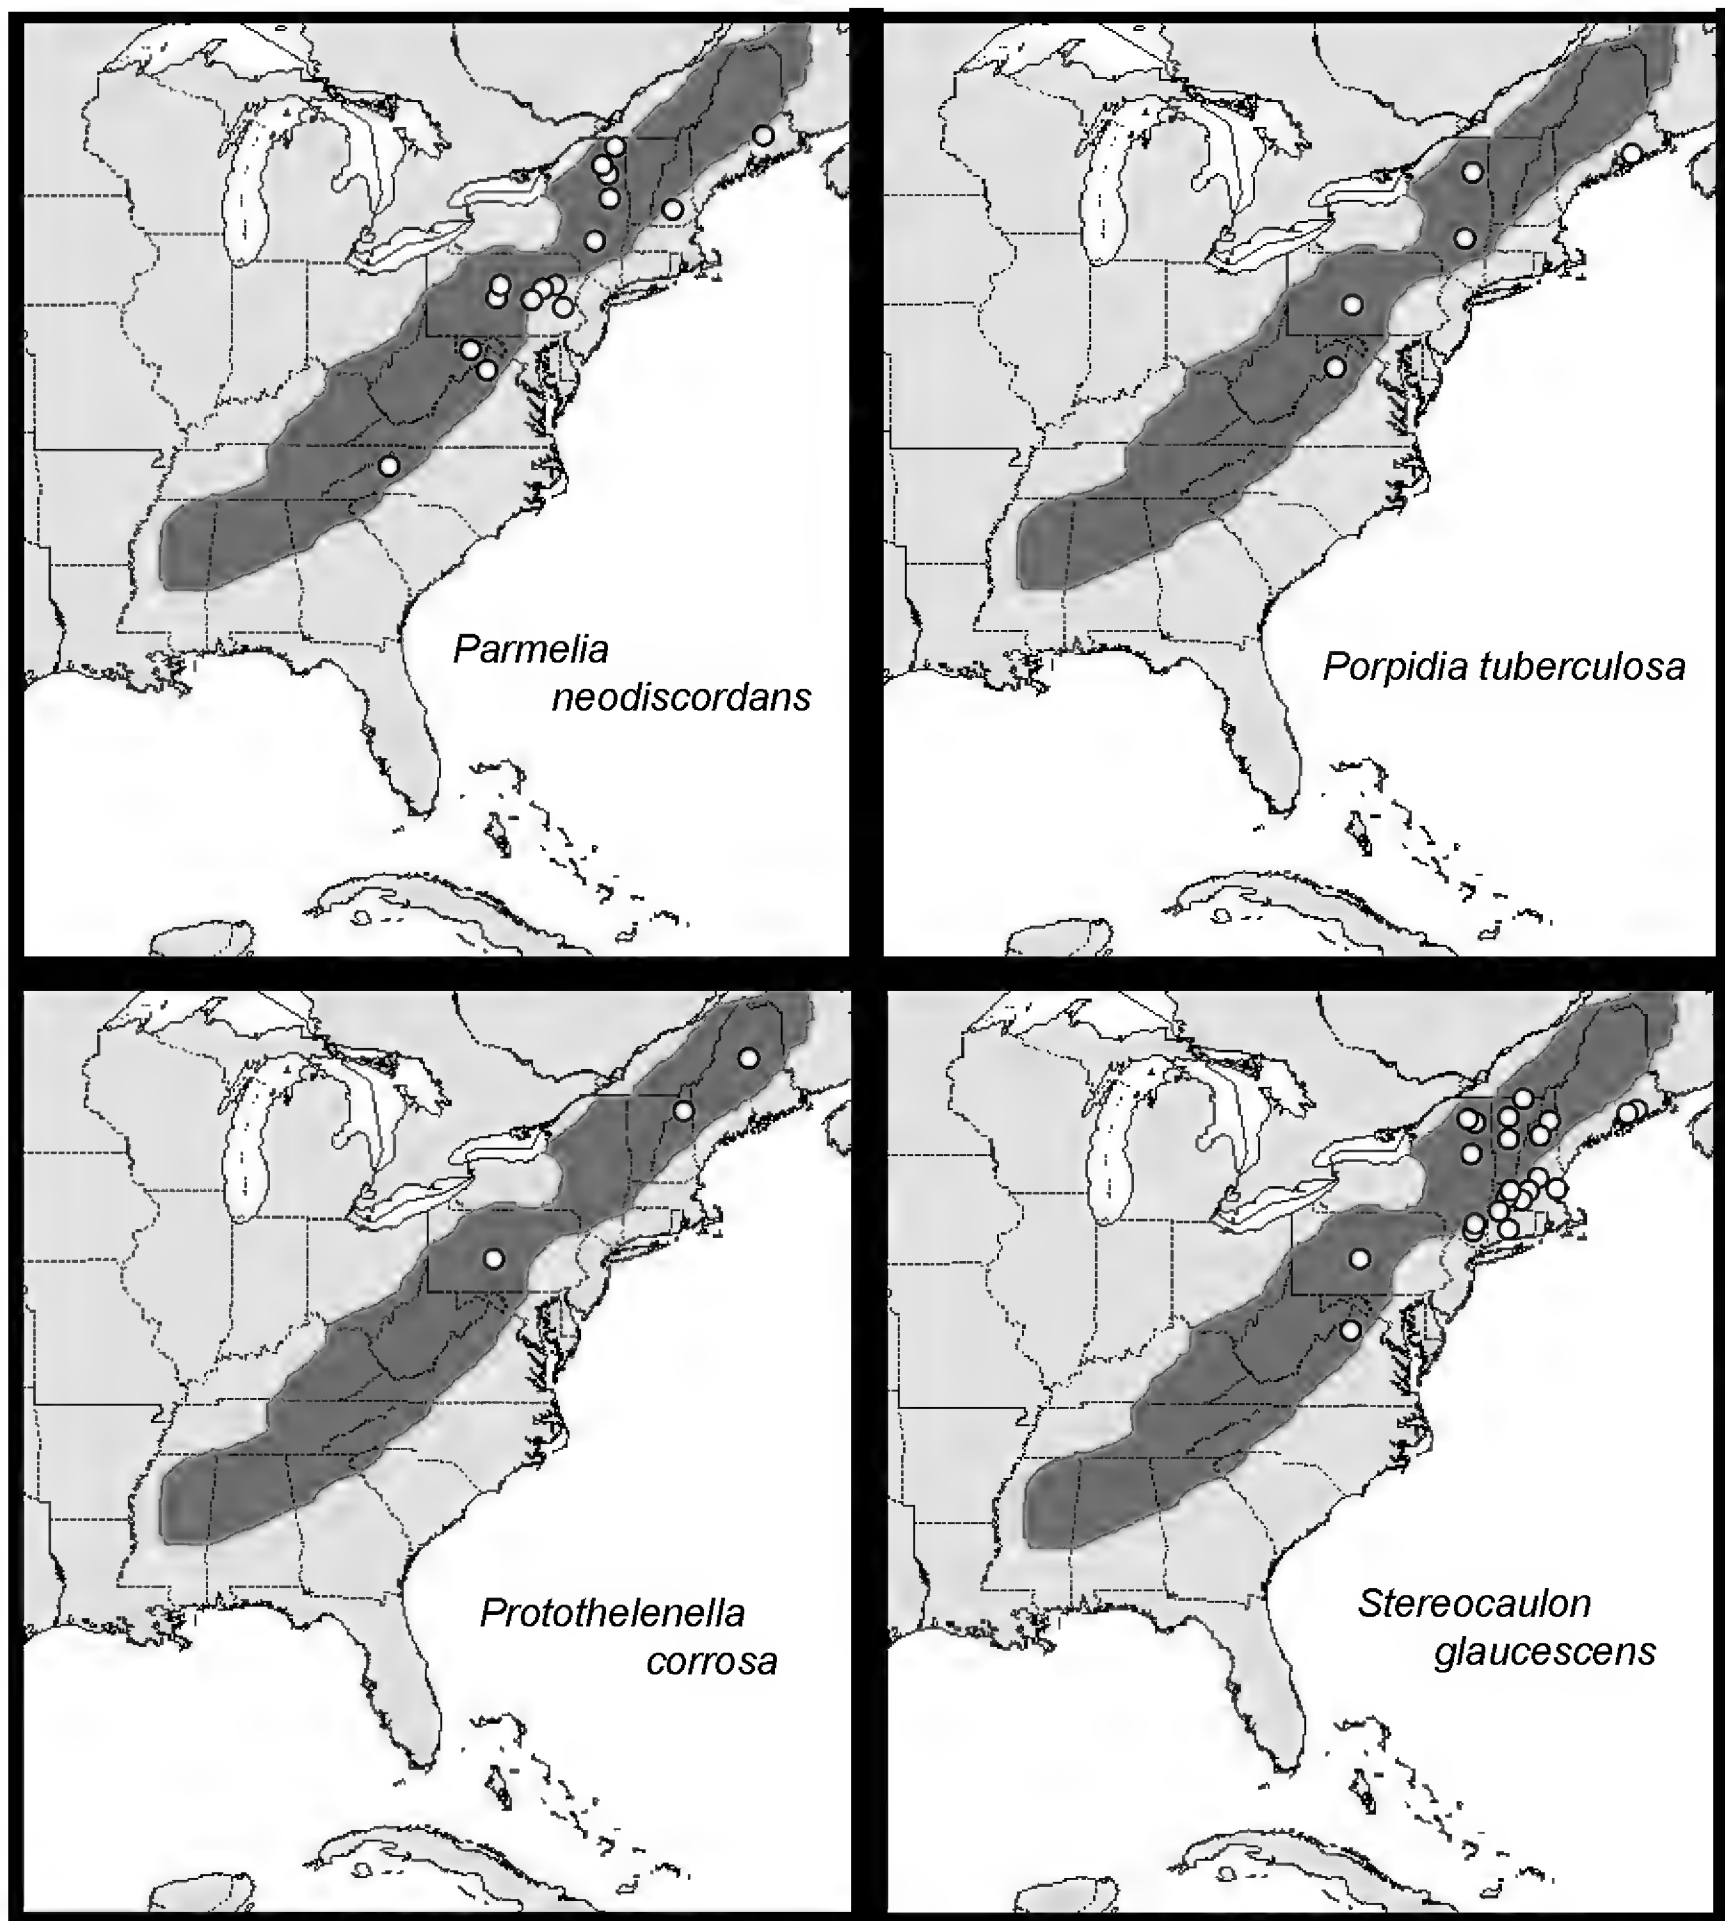 Parmelia
neodiscordans
Porpidia tuberculosa
Protothelenella
corrosa
Stereocaulon
glaucescens